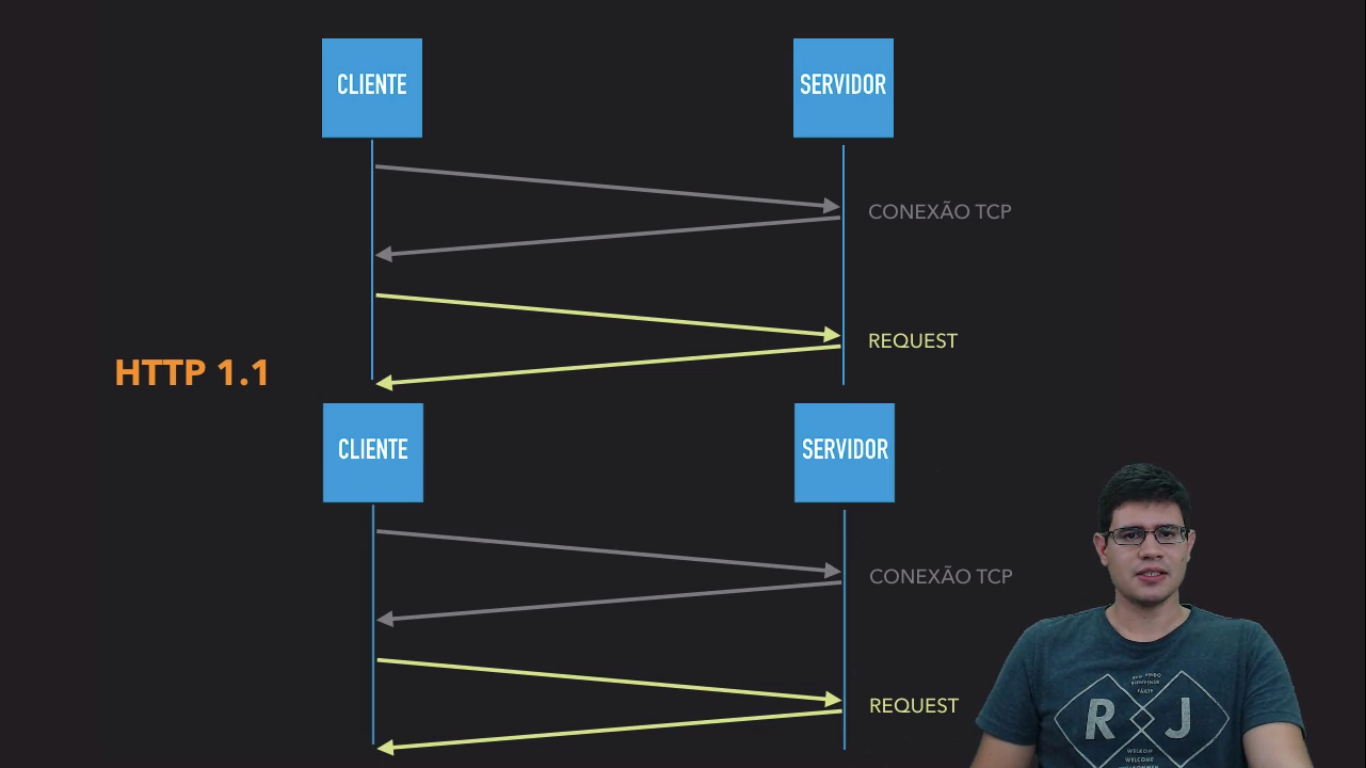 CLIENTE
SERVIDOR
CONEXÃO TCP
REQUEST
HTTP 1.1
CLIENTE
SERVIDOR
CONEXÃO TCP
REQUEST
R J
WELCOME